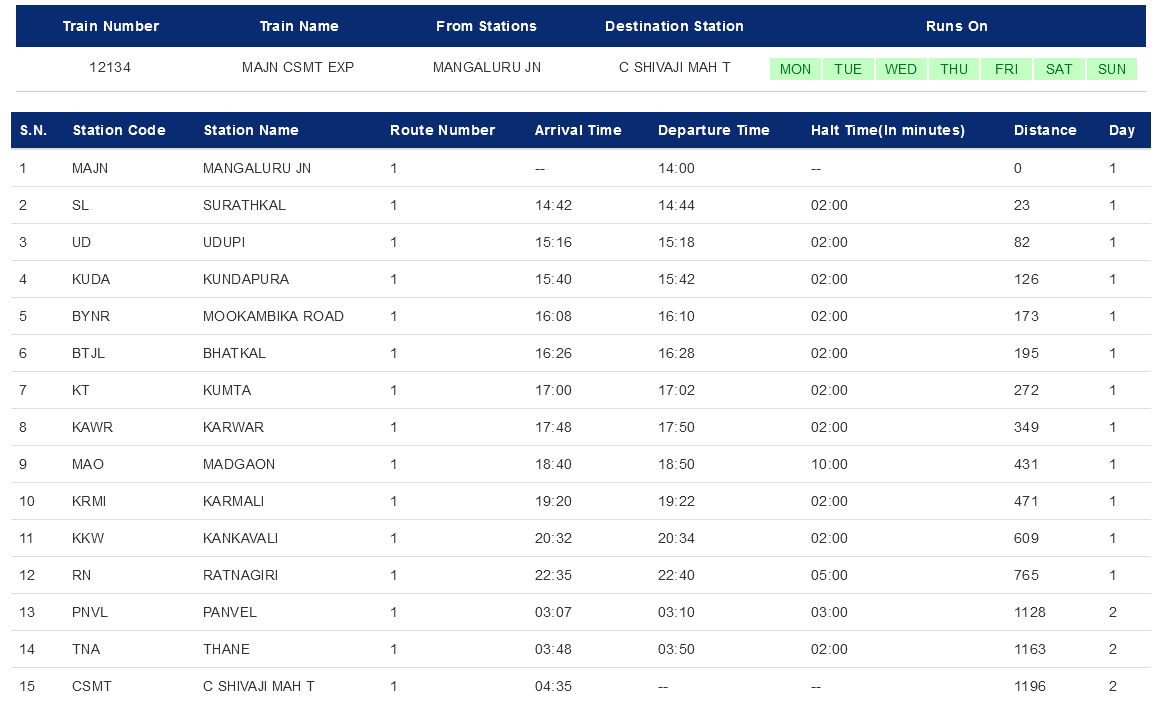 Train Number Train Name From Stations Destination Station Runs On
12134 MAJN CSMT EXP MANGALURU JN C SHIVAJI MAH T MON TUE WED THU FRI SAT SUN
S.N. Station Code Station Name Route Number Arrival Time Departure Time Halt Time(In minutes) Distance Day
1 MAJN MANGALURU JN 1 -- 14:00 -- 0 1
2 SL SURATHKAL 1 14:42 14:44 02:00 23 1
3 UD UDUPI 1 15:16 15:18 02:00 82 1
4 KUDA KUNDAPURA 1 15:40 15:42 02:00 126 1
5 BYNR MOOKAMBIKA ROAD 1 16:08 16:10 02:00 173 1
6 BTJL BHATKAL 1 16:26 16:28 02:00 195 1
7 KT KUMTA 1 17:00 17:02 02:00 272 1
8 KAWR KARWAR 1 17:48 17:50 02:00 349 1
9 MAO MADGAON 1 18:40 18:50 10:00 431 1
10 KRMI KARMALI 1 19:20 19:22 02:00 471 1
11 KKW KANKAVALI 1 20:32 20:34 02:00 609 1
12 RN RATNAGIRI 1 22:35 22:40 05:00 765 1
13 PNVL PANVEL 1 03:07 03:10 03:00 1128 2
14 TNA THANE 1 03:48 03:50 02:00 1163 2
15 CSMT C SHIVAJI MAH T 1 04:35 -- -- 1196 2